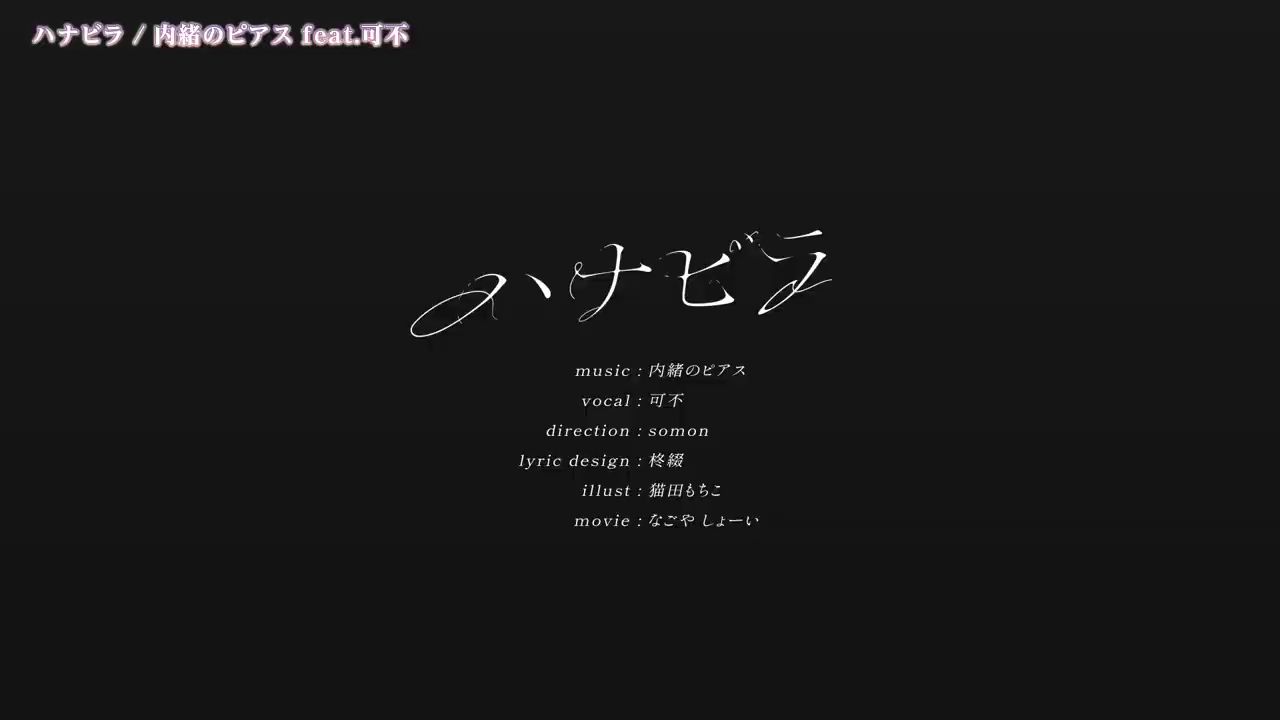 ハナビラ / 内緒のピアス feat.可不
ハナビラ
music : 内緒のピアス
vocal : 可不
direction : somon
lyric design : 柊綴
illust : 猫田もちこ
movie : なごや しょーい